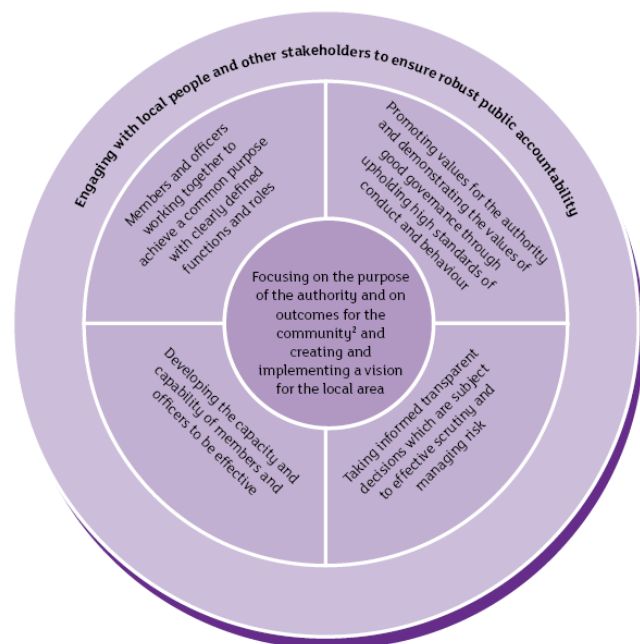 Engaging with local people and other stakeholders to ensure robust public accountability
Members and officers
working together to
achieve a common purpose
with clearly defined
functions and roles
Promoting values for the authority
and demonstrating the values of
good governance through
upholding high standards of
conduct and behaviour
Focusing on the purpose
of the authority and on
outcomes for the
community² and
creating and
implementing a vision
for the local area
Developing the capacity and
capability of members and
officers to be effective
Taking informed transparent
decisions which are subject
to effective scrutiny and
managing risk